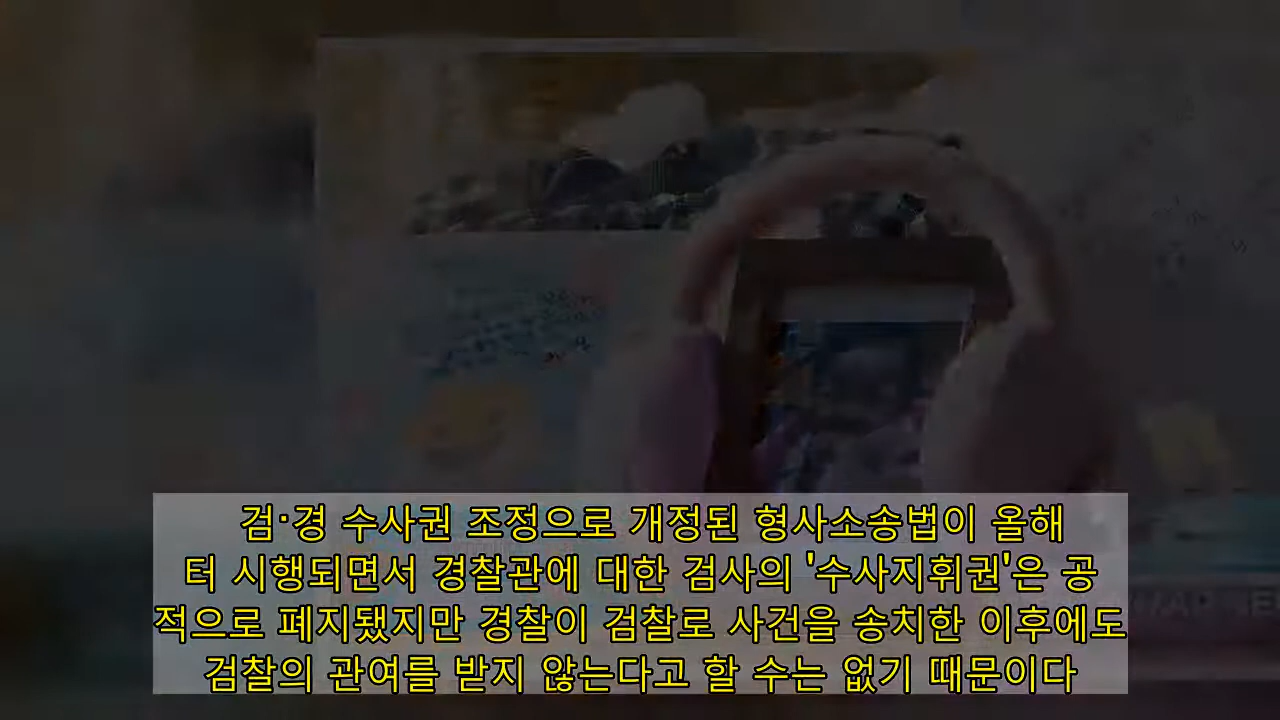 검·경 수사권 조정으로 개정된 형사소송법이 올해
터 시행되면서 경찰관에 대한 검사의 '수사지휘권'은 공
적으로 폐지됐지만 경찰이 검찰로 사건을 송치한 이후에도
검찰의 관여를 받지 않는다고 할 수는 없기 때문이다